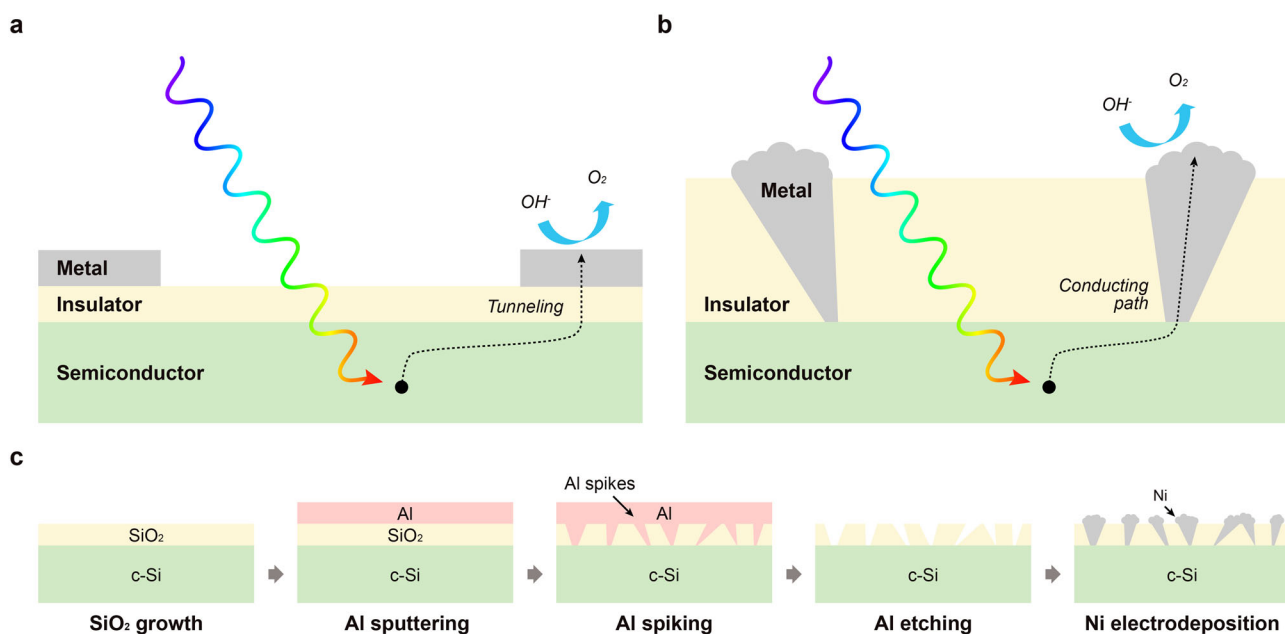 a
OH⁻
O₂
Metal
Insulator
Tunneling
Semiconductor
b
OH⁻
O₂
Metal
Insulator
Conducting
path
Semiconductor
c
SiO₂
c-Si
SiO₂ growth
Al
SiO₂
c-Si
Al sputtering
Al spikes
Al
c-Si
Al spiking
c-Si
Al etching
Ni
c-Si
Ni electrodeposition